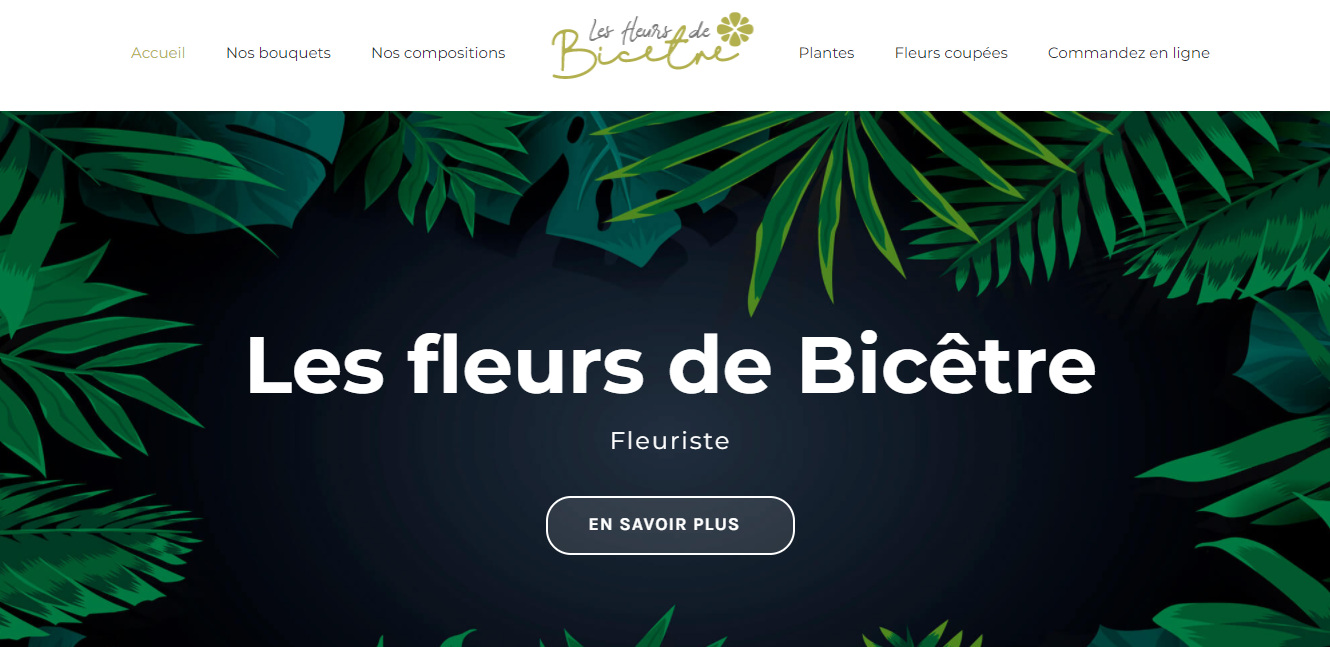 Accueil
Nos bouquets
Nos compositions
Les fleurs de
Bicetre
Plantes
Fleurs coupées
Commandez en ligne
Les fleurs de Bicêtre
Fleuriste
EN SAVOIR PLUS